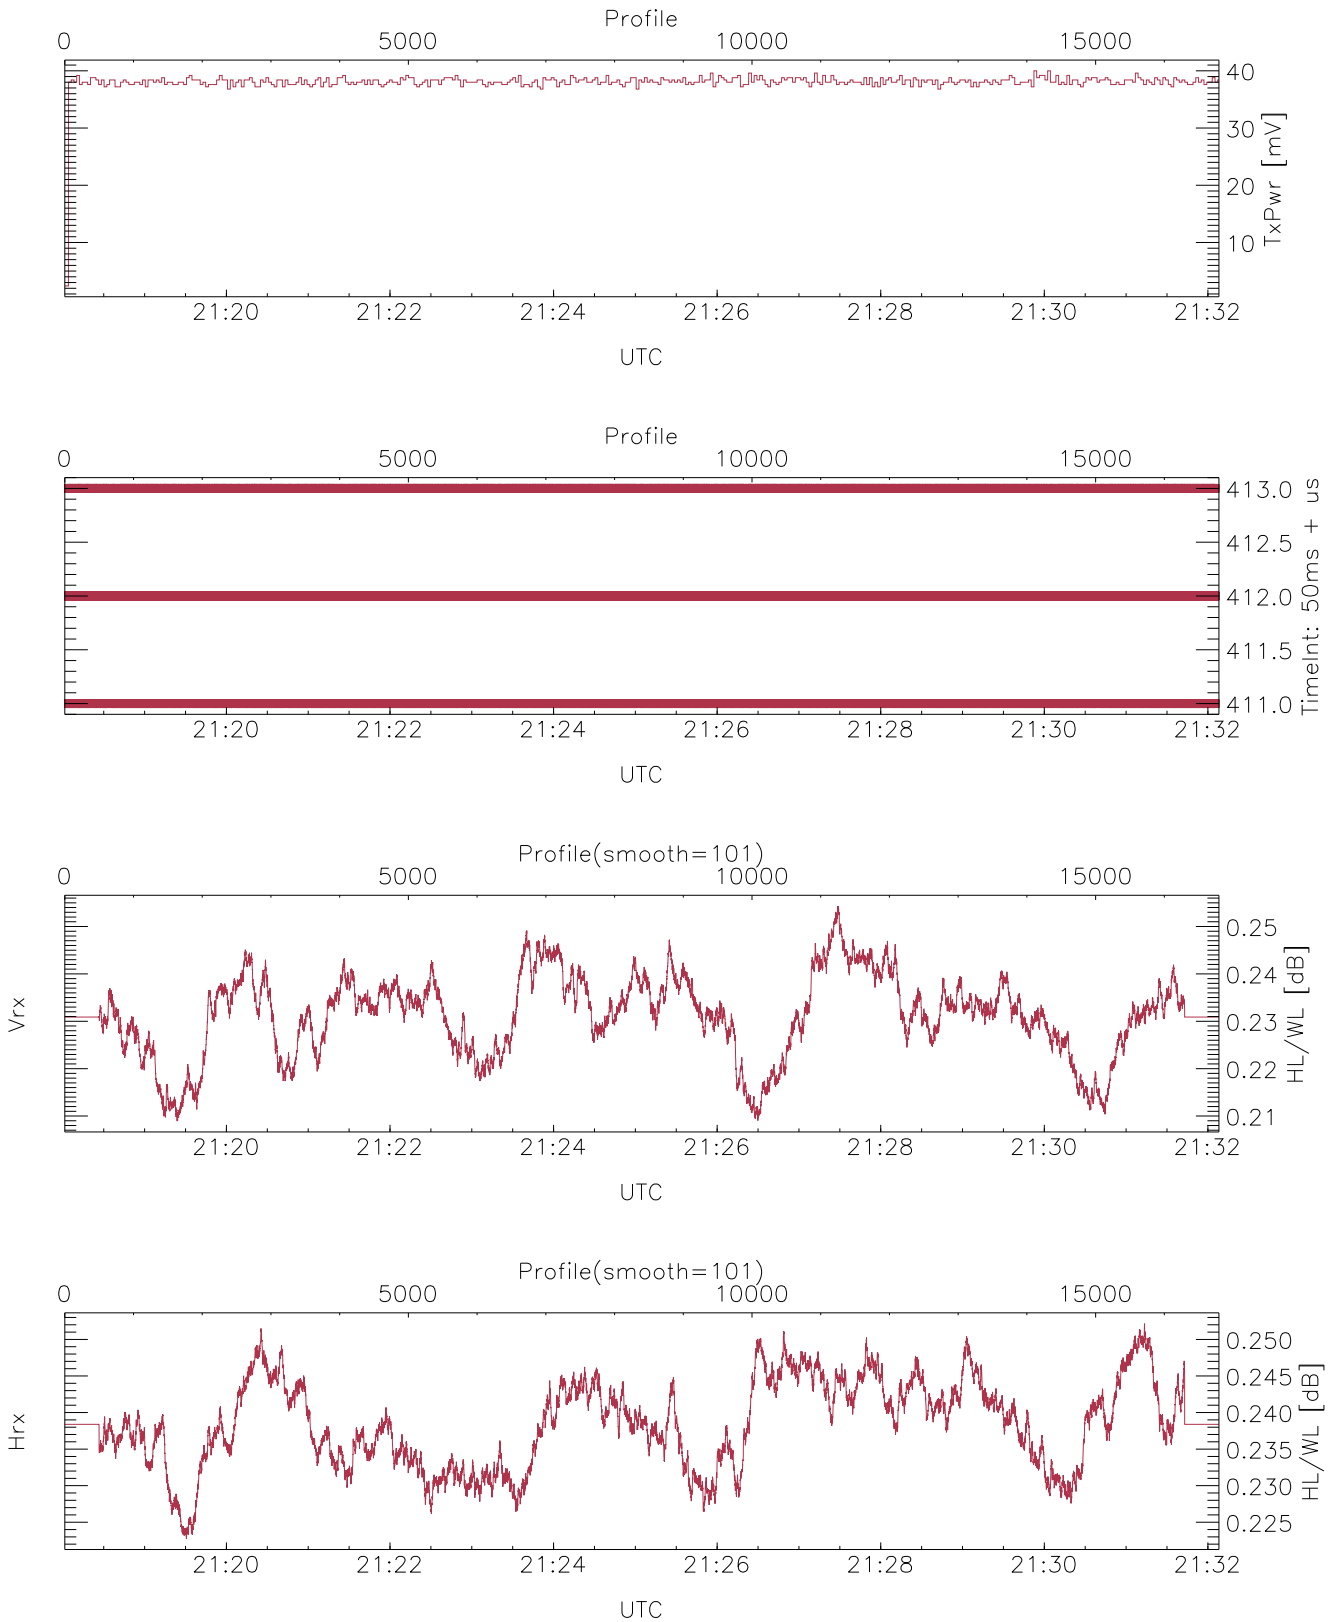 Profile
0 5000 10000 15000
40
30
20
10
TxPwr [mV]
21:20 21:22 21:24 21:26 21:28 21:30 21:32
UTC
Profile
0 5000 10000 15000
413.0
412.5
412.0
411.5
411.0
TimeInt: 50ms + us
21:20 21:22 21:24 21:26 21:28 21:30 21:32
UTC
Profile(smooth=101)
0 5000 10000 15000
Vrx
0.25
0.24
0.23
0.22
0.21
HL/WL [dB]
21:20 21:22 21:24 21:26 21:28 21:30 21:32
UTC
Profile(smooth=101)
0 5000 10000 15000
Hrx
0.250
0.245
0.240
0.235
0.230
0.225
HL/WL [dB]
21:20 21:22 21:24 21:26 21:28 21:30 21:32
UTC